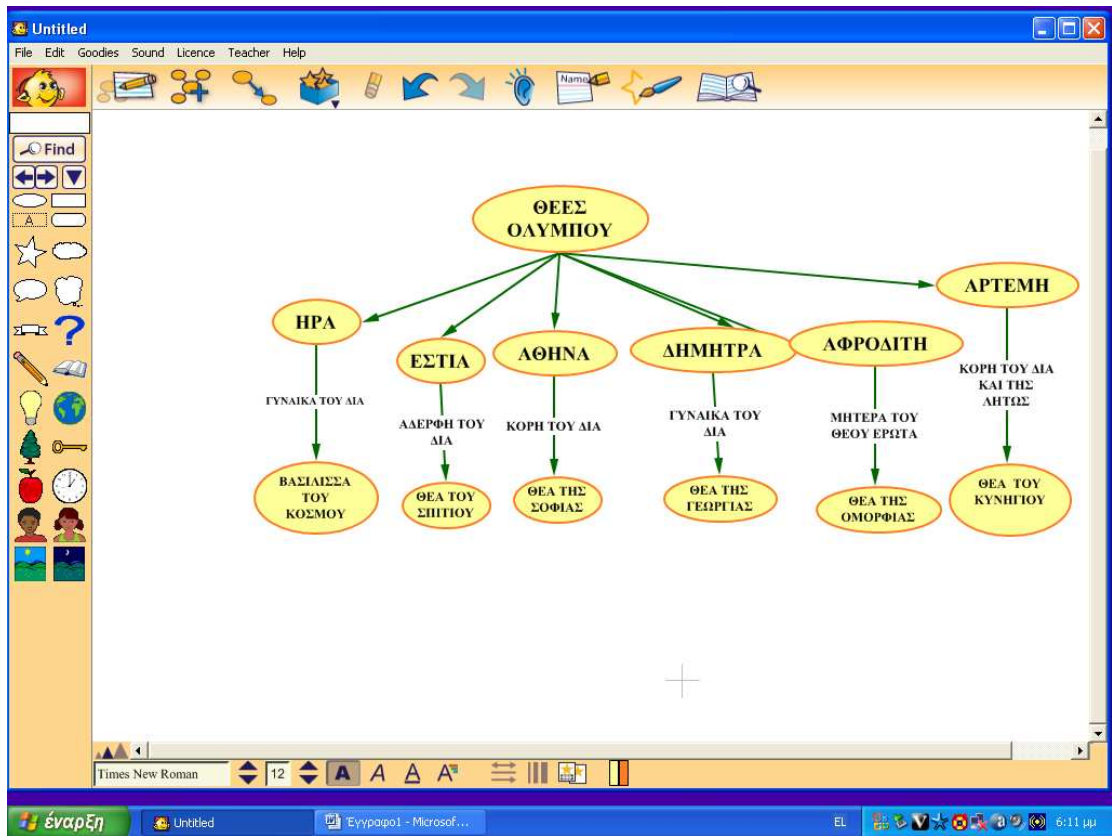 Untitled
File Edit Goodies Sound Licence Teacher Help
Name
Find
A
ΘΕΕΣ
ΟΛΥΜΠΟΥ
ΑΡΤΕΜΗ
ΗΡΑ
ΕΣΤΙΑ
ΑΘΗΝΑ
ΔΗΜΗΤΡΑ
ΑΦΡΟΔΙΤΗ
ΓΥΝΑΙΚΑ ΤΟΥ ΔΙΑ
ΑΔΕΡΦΗ ΤΟΥ
ΔΙΑ
ΚΟΡΗ ΤΟΥ ΔΙΑ
ΓΥΝΑΙΚΑ ΤΟΥ
ΔΙΑ
ΜΗΤΕΡΑ ΤΟΥ
ΘΕΟΥ ΕΡΩΤΑ
ΚΟΡΗ ΤΟΥ ΔΙΑ
ΚΑΙ ΤΗΣ
ΛΗΤΩΣ
ΒΑΣΙΛΙΣΣΑ
ΤΟΥ
ΚΟΣΜΟΥ
ΘΕΑ ΤΟΥ
ΣΠΙΤΙΟΥ
ΘΕΑ ΤΗΣ
ΣΟΦΙΑΣ
ΘΕΑ ΤΗΣ
ΓΕΩΡΓΙΑΣ
ΘΕΑ ΤΗΣ
ΟΜΟΡΦΙΑΣ
ΘΕΑ ΤΟΥ
ΚΥΝΗΓΙΟΥ
Times New Roman 12 A A A A
έναρξη Untitled Έγγραφο1 - Microsof... EL 6:11 μμ